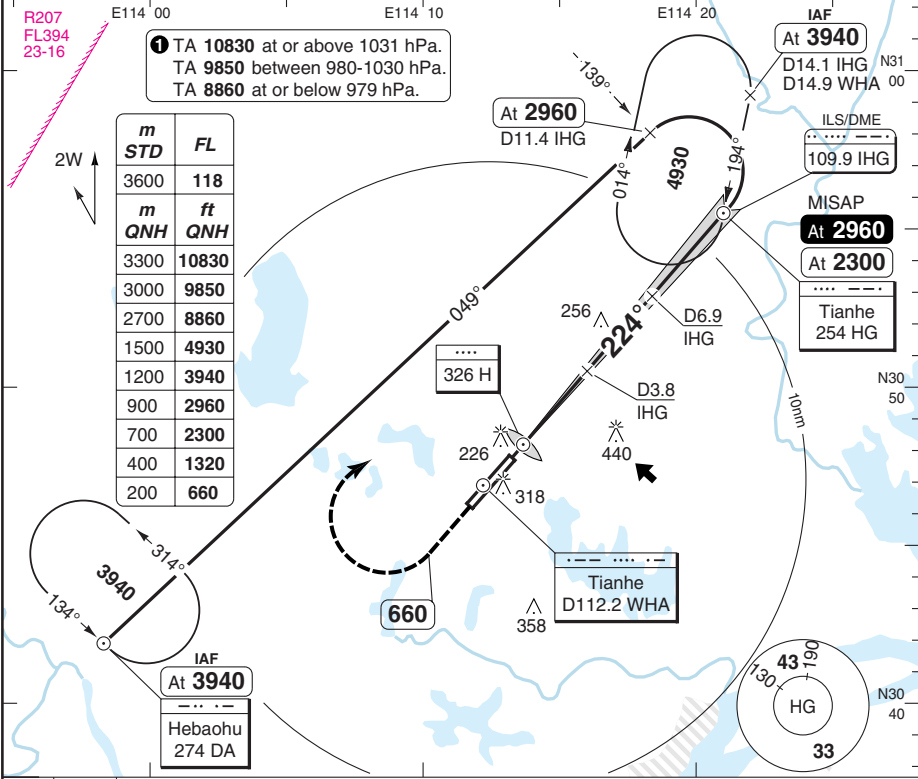 E114 00
E114 10
E114 20
R207
FL394
23-16
1 TA 10830 at or above 1031 hPa.
TA 9850 between 980-1030 hPa.
TA 8860 at or below 979 hPa.
IAF
At 3940
D14.1 IHG
D14.9 WHA
N31
00
139°
At 2960
D11.4 IHG
ILS/DME
109.9 IHG
m
STD
FL
3600 118
m
QNH
ft
QNH
3300 10830
3000 9850
2700 8860
1500 4930
1200 3940
900 2960
700 2300
400 1320
200 660
2W
014°
4930
194°
MISAP
At 2960
At 2300
Tianhe
254 HG
049°
256
224°
D6.9
IHG
326 H
D3.8
IHG
N30
50
10nm
226
440
318
314°
3940
134°
Tianhe
D112.2 WHA
660
358
IAF
At 3940
Hebaohu
274 DA
43
190
130
HG
33
N30
40